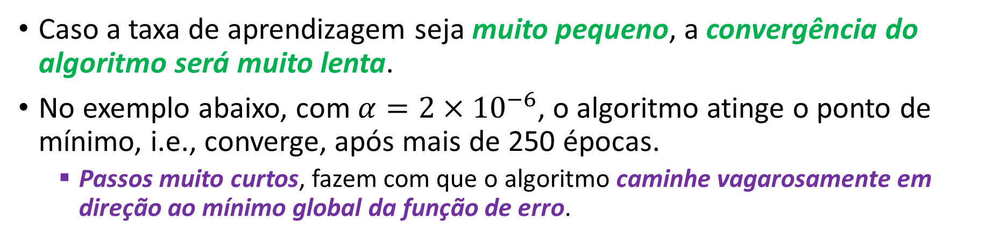 • Caso a taxa de aprendizagem seja muito pequeno, a convergência do
algoritmo será muito lenta.
• No exemplo abaixo, com 𝛼 = 2 × 10⁻⁶, o algoritmo atinge o ponto de
mínimo, i.e., converge, após mais de 250 épocas.
▪ Passos muito curtos, fazem com que o algoritmo caminhe vagarosamente em
direção ao mínimo global da função de erro.